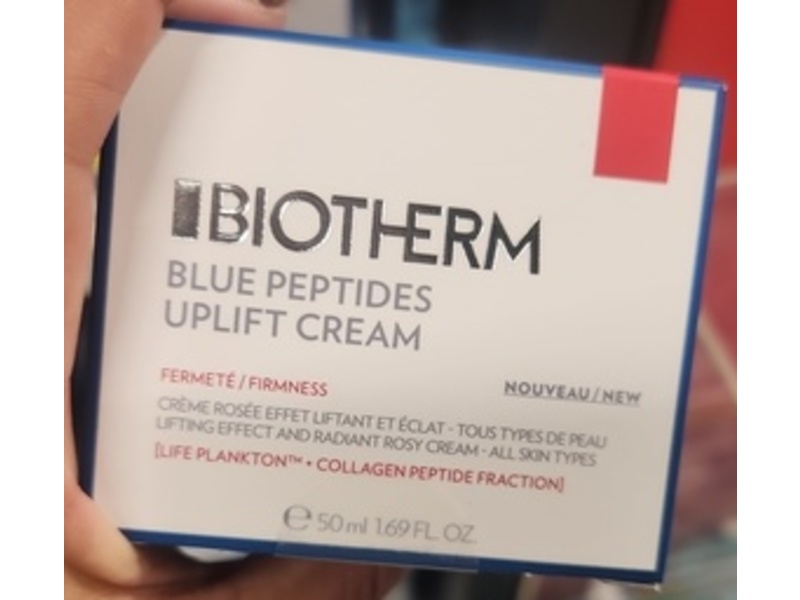 BIOTHERM
BLUE PEPTIDES
UPLIFT CREAM
FERMETÉ / FIRMNESS
NOUVEAU / NEW
CRÈME ROSÉE EFFET LIFTANT ET ÉCLAT - TOUS TYPES DE PEAU
LIFTING EFFECT AND RADIANT ROSY CREAM - ALL SKIN TYPES
[LIFE PLANKTON™ • COLLAGEN PEPTIDE FRACTION]
℮ 50 ml 1.69 FL. OZ.